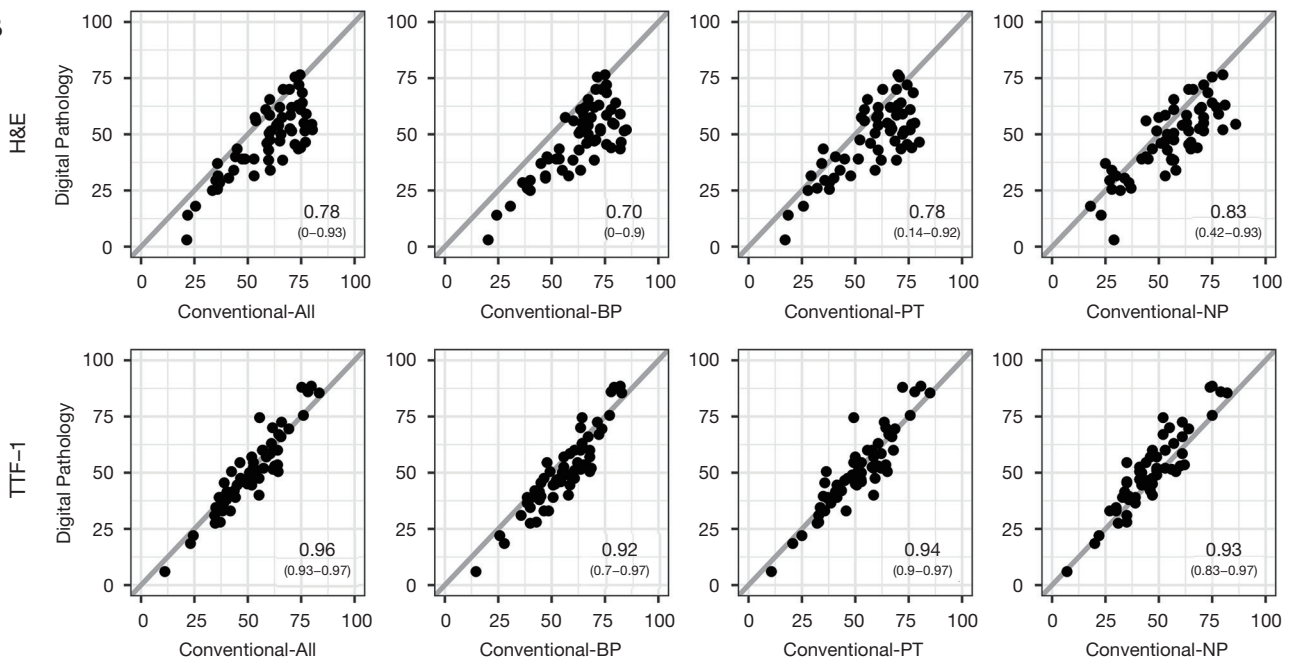 H&E
Digital Pathology
100
75
50
25
0
0.78
(0–0.93)
0 25 50 75 100
Conventional-All
100
75
50
25
0
0.70
(0–0.9)
0 25 50 75 100
Conventional-BP
100
75
50
25
0
0.78
(0.14–0.92)
0 25 50 75 100
Conventional-PT
100
75
50
25
0
0.83
(0.42–0.93)
0 25 50 75 100
Conventional-NP
TTF–1
Digital Pathology
100
75
50
25
0
0.96
(0.93–0.97)
0 25 50 75 100
Conventional-All
100
75
50
25
0
0.92
(0.7–0.97)
0 25 50 75 100
Conventional-BP
100
75
50
25
0
0.94
(0.9–0.97)
0 25 50 75 100
Conventional-PT
100
75
50
25
0
0.93
(0.83–0.97)
0 25 50 75 100
Conventional-NP